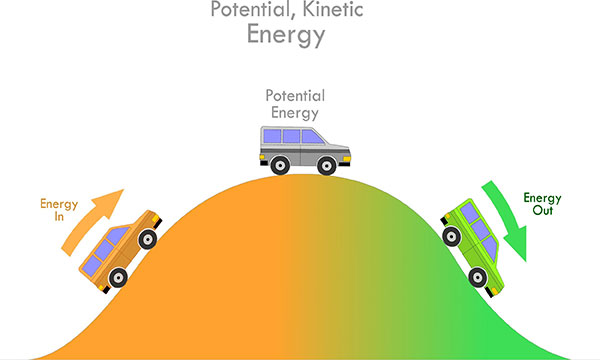 Potential, Kinetic
Energy
Potential
Energy
Energy
In
Energy
Out